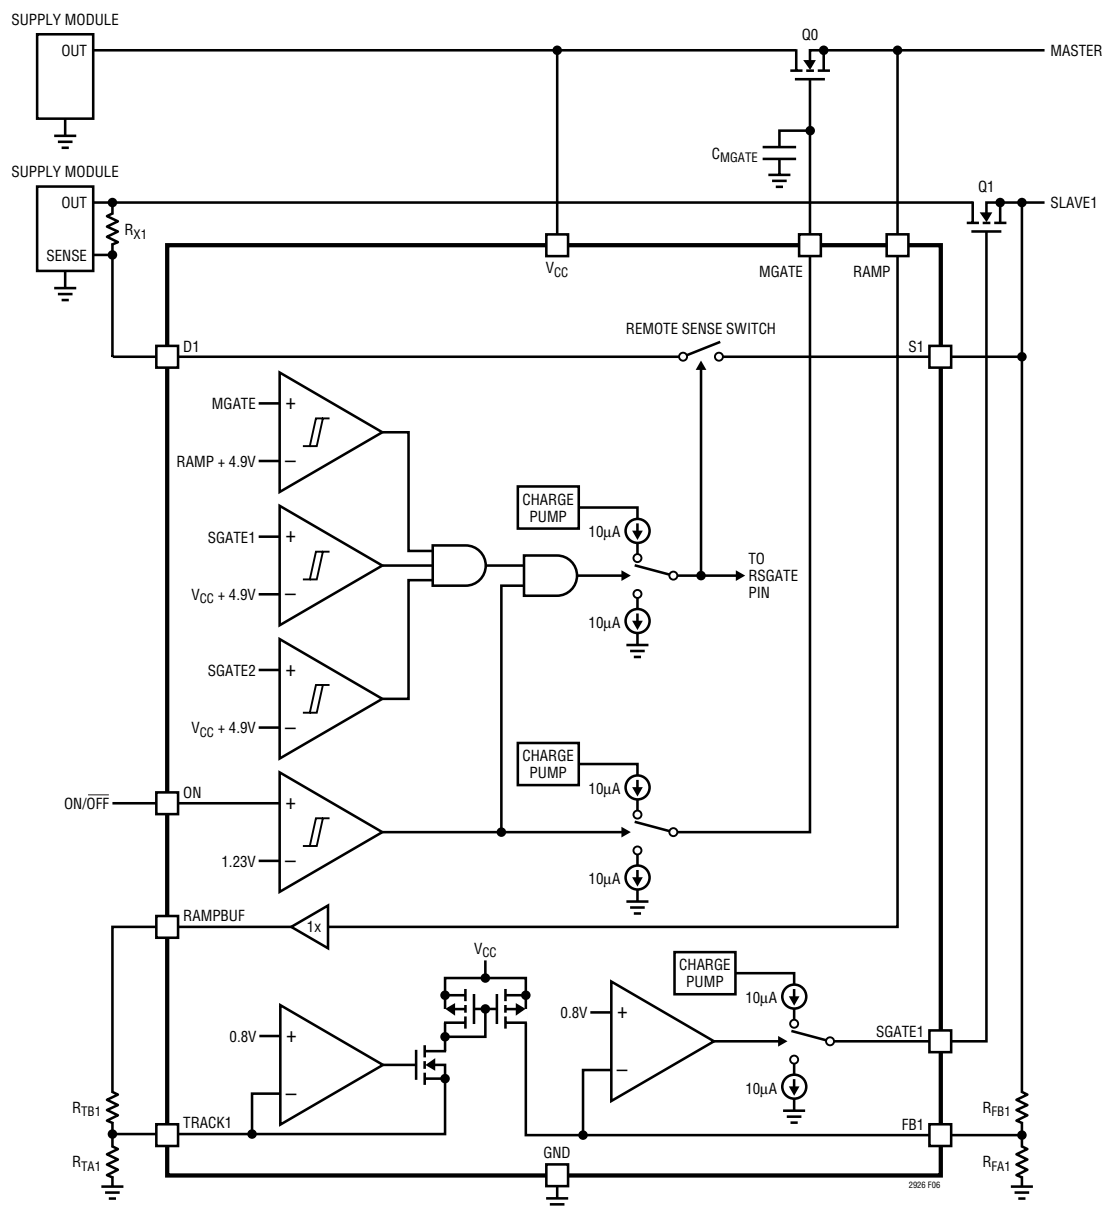 SUPPLY MODULE
OUT
Q0
MASTER
CMGATE
SUPPLY MODULE
OUT
RX1
SENSE
Q1
SLAVE1
VCC
MGATE
RAMP
REMOTE SENSE SWITCH
D1
S1
MGATE
+
RAMP + 4.9V
–
CHARGE
PUMP
10µA
SGATE1
+
VCC + 4.9V
–
TO
RSGATE
PIN
10µA
SGATE2
+
VCC + 4.9V
–
CHARGE
PUMP
10µA
ON/OFF
ON
+
1.23V
–
10µA
RAMPBUF
1x
VCC
CHARGE
PUMP
10µA
0.8V
+
–
0.8V
+
–
SGATE1
10µA
RTB1
TRACK1
RTA1
GND
FB1
RFB1
RFA1
2926 F06